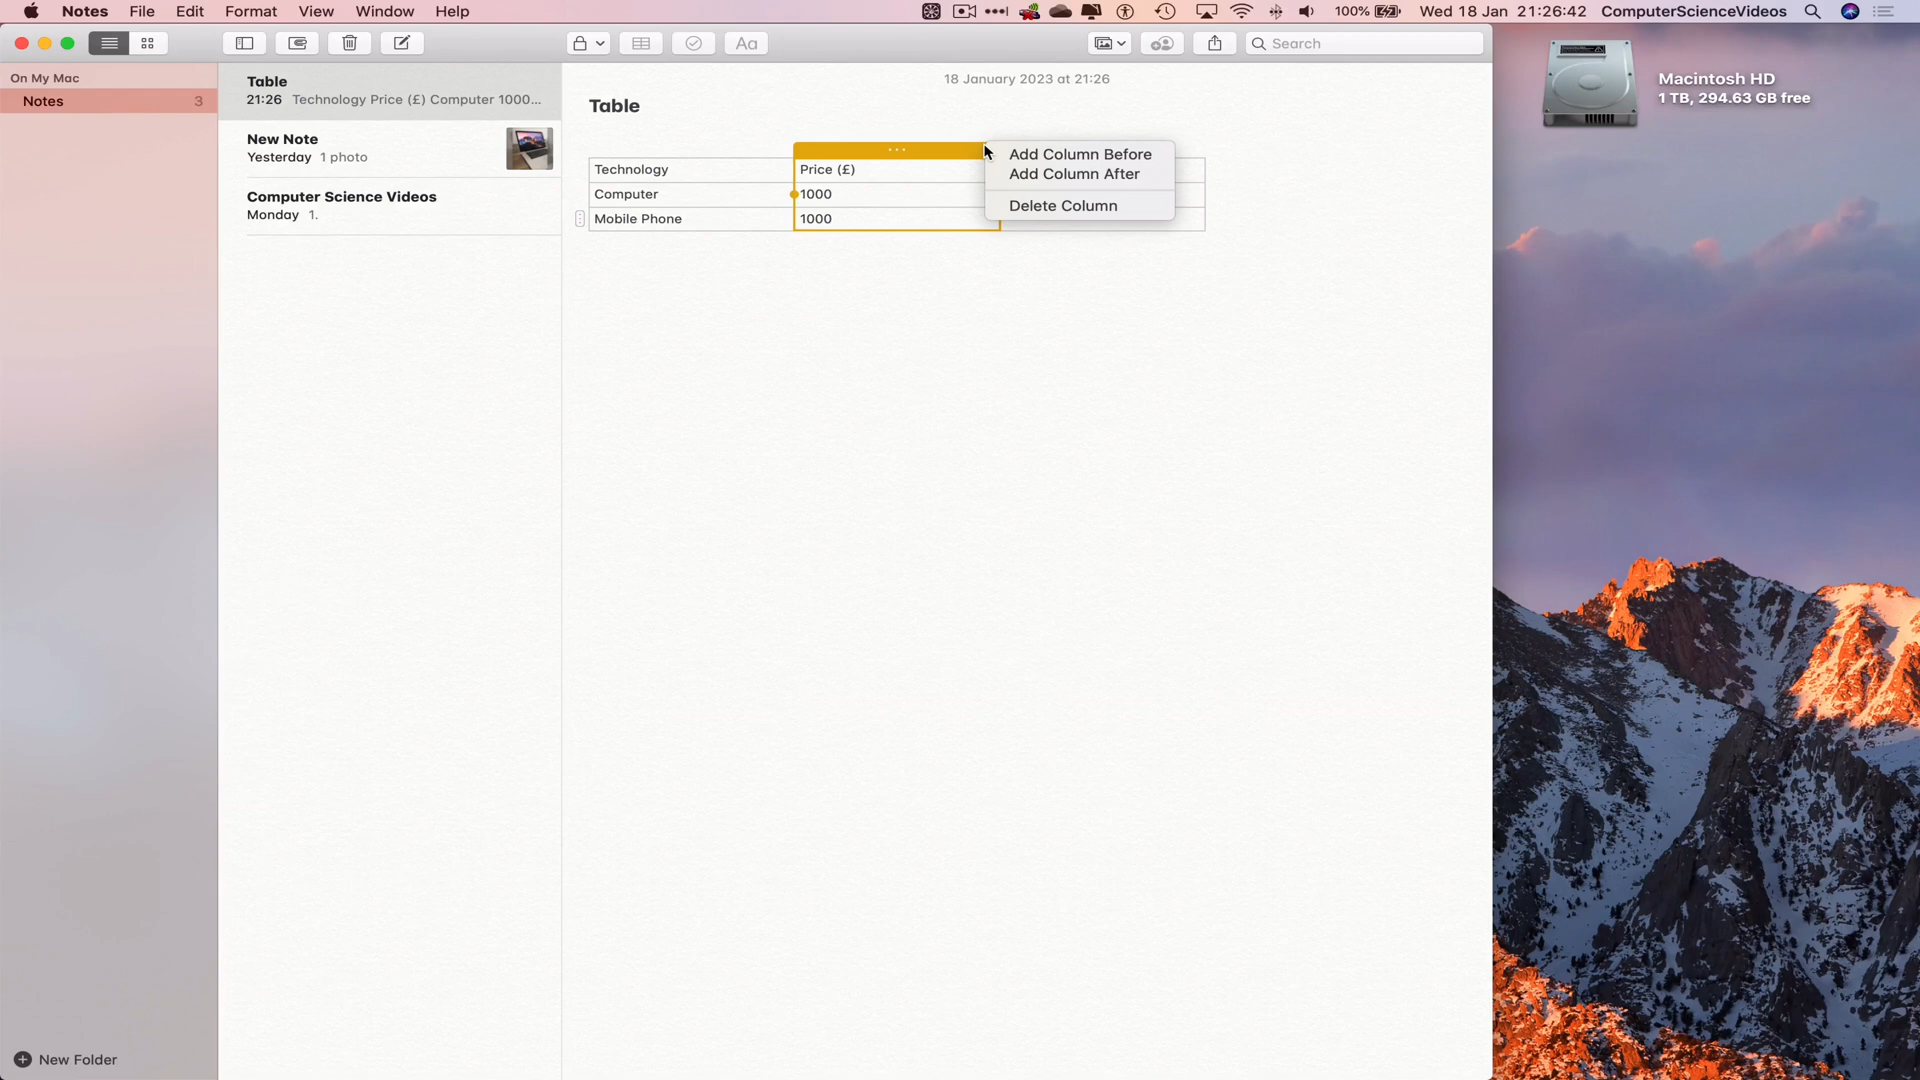 Notes File Edit Format View Window Help 100% Wed 18 Jan 21:26:42 ComputerScienceVideos
Aa Search
On My Mac
Notes 3
New Folder
Table
21:26 Technology Price (£) Computer 1000...
New Note
Yesterday 1 photo
Computer Science Videos
Monday 1.
18 January 2023 at 21:26
Table
Technology Price (£)
Computer 1000
Mobile Phone 1000
Add Column Before
Add Column After
Delete Column
Macintosh HD
1 TB, 294.63 GB free